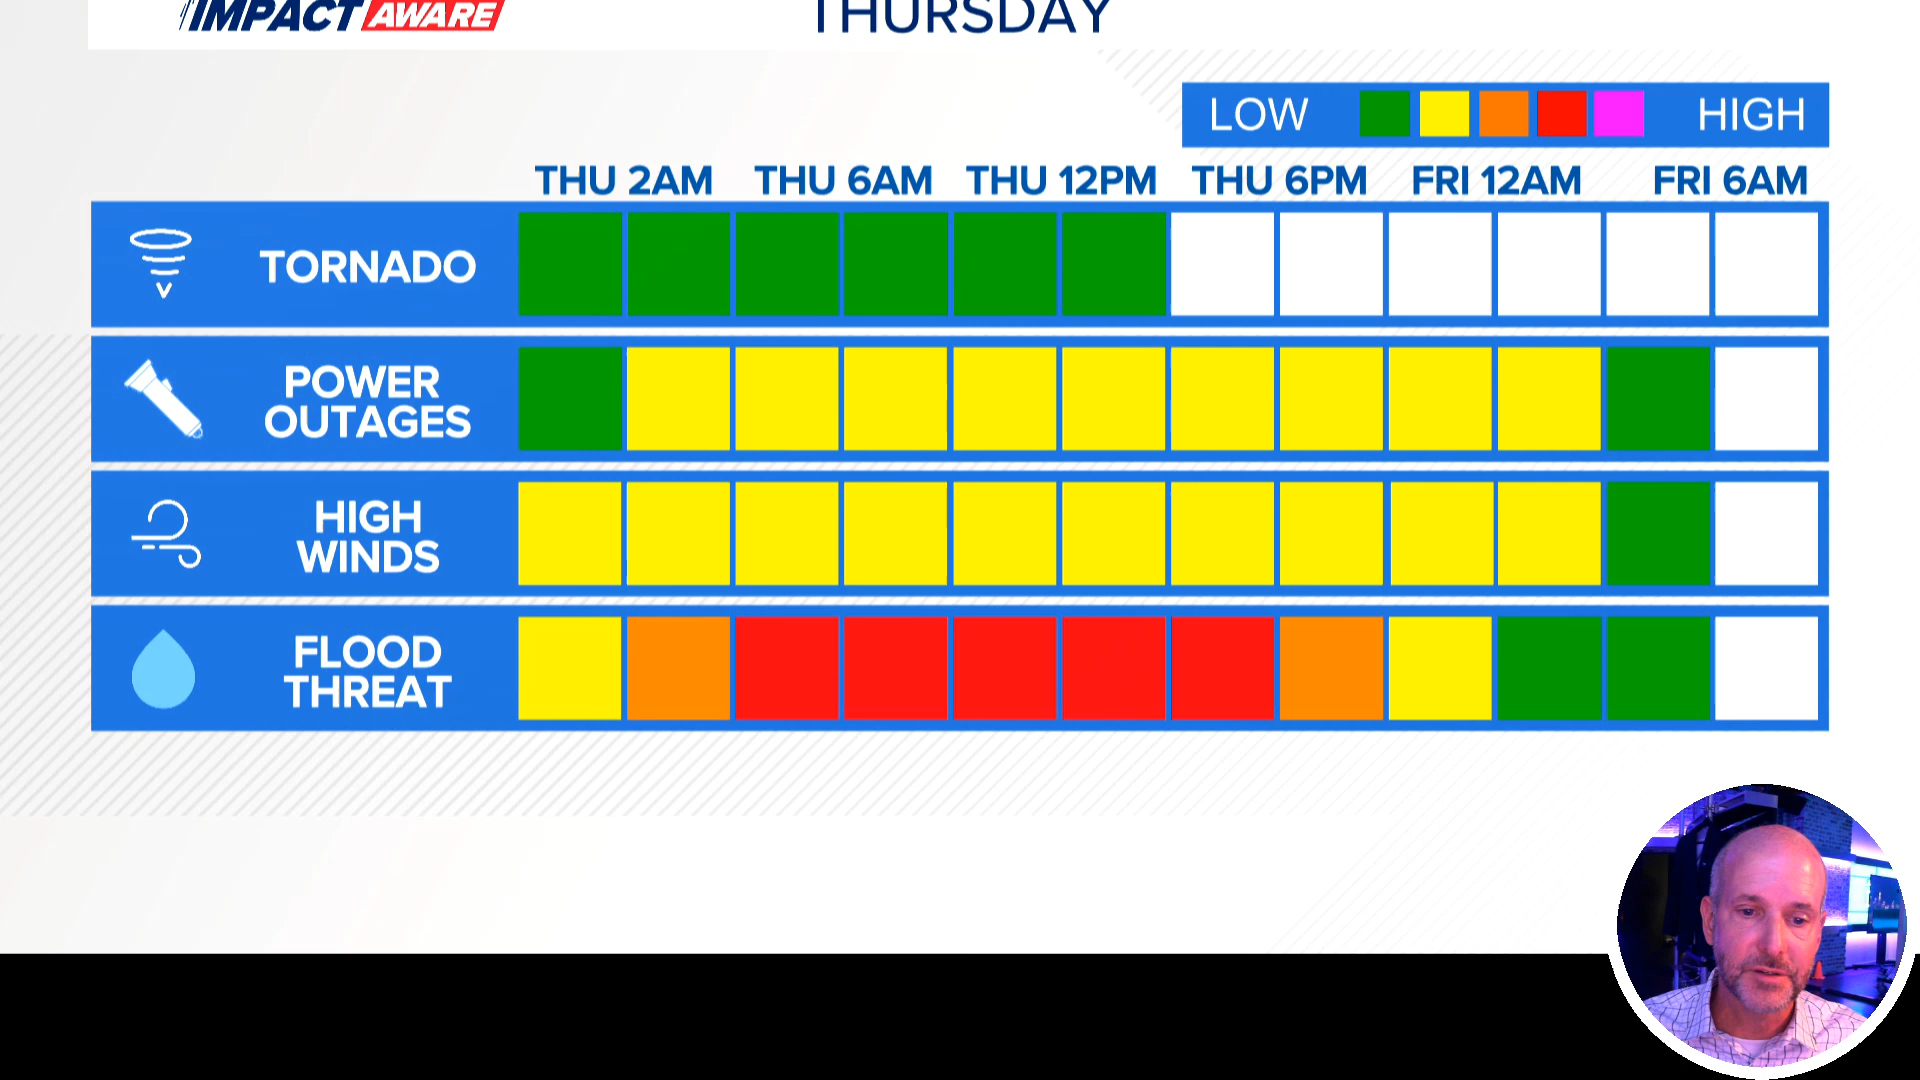 IMPACT AWARE
THURSDAY
LOW HIGH
THU 2AM THU 6AM THU 12PM THU 6PM FRI 12AM FRI 6AM
TORNADO
POWER
OUTAGES
HIGH
WINDS
FLOOD
THREAT